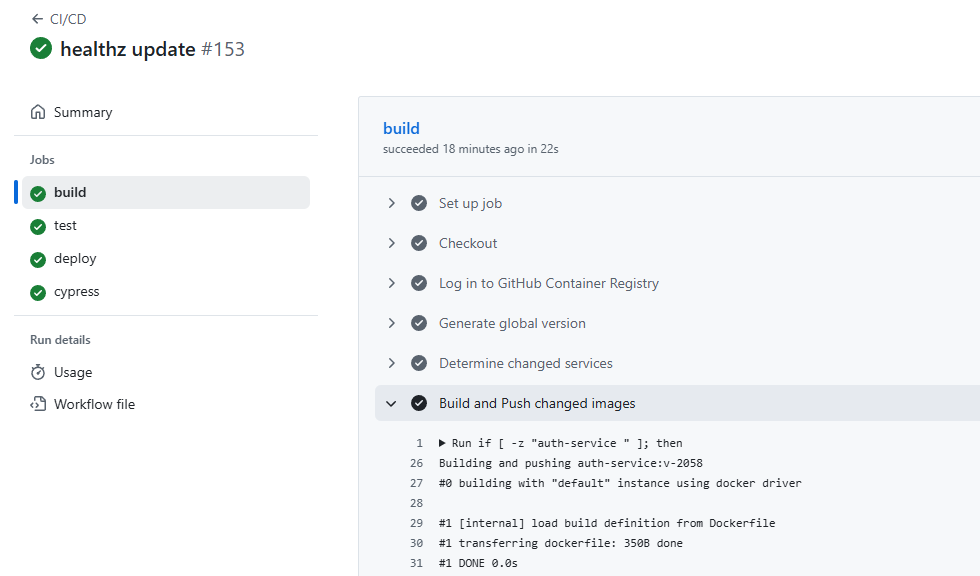 CI/CD
healthz update #153
Summary
Jobs
build
test
deploy
cypress
Run details
Usage
Workflow file
build
succeeded 18 minutes ago in 22s
Set up job
Checkout
Log in to GitHub Container Registry
Generate global version
Determine changed services
Build and Push changed images
1 Run if [ -z "auth-service " ]; then
26 Building and pushing auth-service:v-2058
27 #0 building with "default" instance using docker driver
28
29 #1 [internal] load build definition from Dockerfile
30 #1 transferring dockerfile: 350B done
31 #1 DONE 0.0s